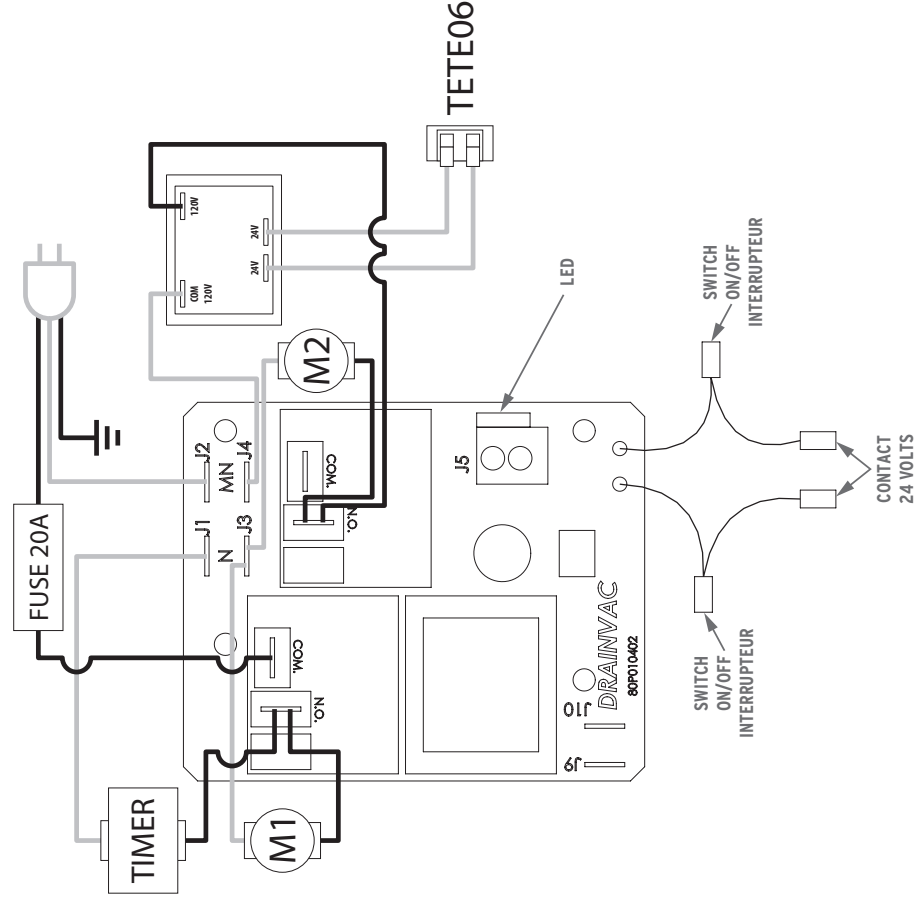 TETE06
120V
COM
120V
24V
24V
FUSE 20A
M2
LED
SWITCH
ON/OFF
INTERRUPTEUR
J2
MN
J4
J1
N
J3
COM.
N.O.
J5
CONTACT
24 VOLTS
COM.
N.O.
DRAINVAC
80P010402
J10
J9
SWITCH
ON/OFF
INTERRUPTEUR
TIMER
M1